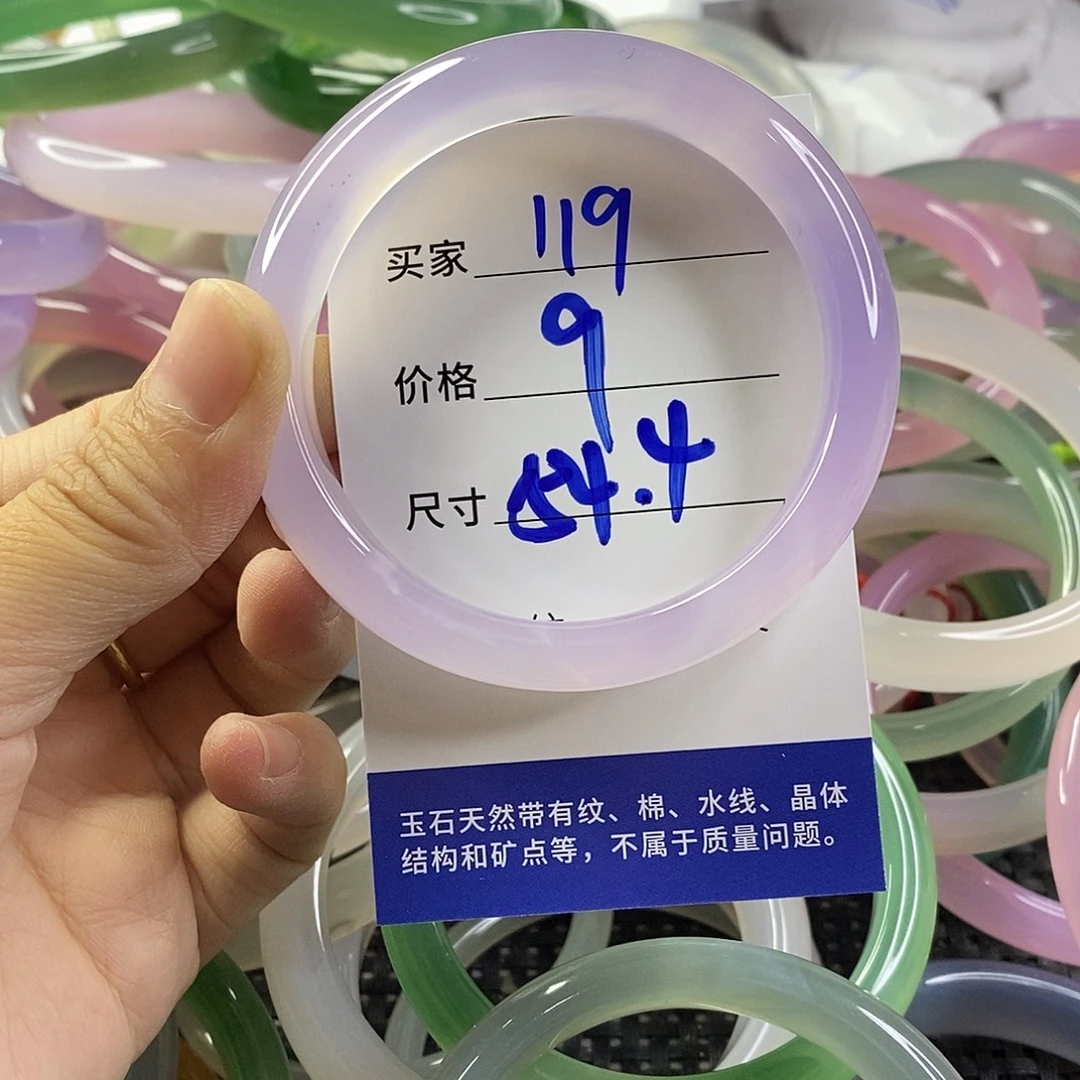 买家 119
价格 9
尺寸 54.4
玉石天然带有纹、棉、水线、晶体
结构和矿点等，不属于质量问题。